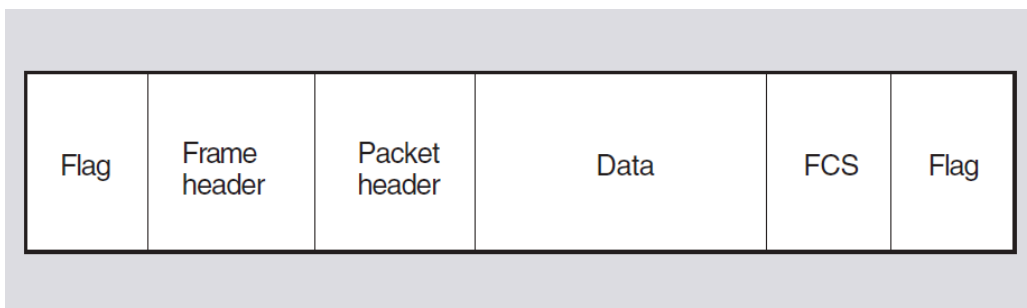 Flag
Frame
header
Packet
header
Data
FCS
Flag